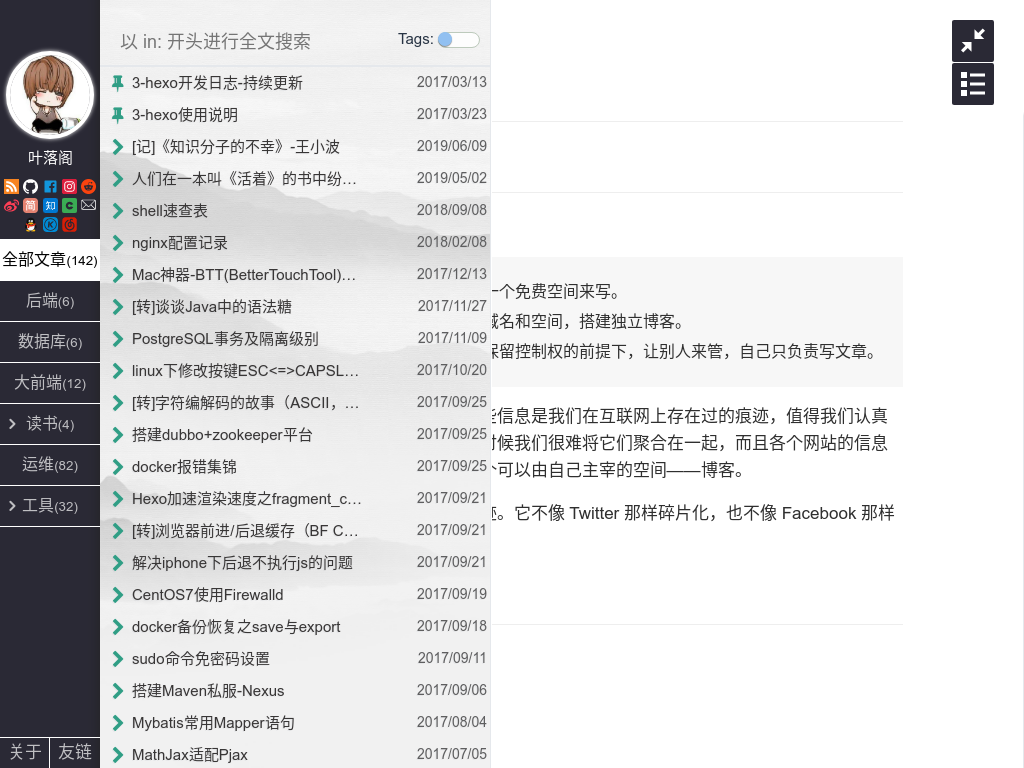 叶落阁
全部文章(142)
后端(6)
数据库(6)
大前端(12)
读书(4)
运维(82)
工具(32)
关于
友链
以 in: 开头进行全文搜索
Tags:
3-hexo开发日志-持续更新 2017/03/13
3-hexo使用说明 2017/03/23
[记]《知识分子的不幸》-王小波 2019/06/09
人们在一本叫《活着》的书中纷… 2019/05/02
shell速查表 2018/09/08
nginx配置记录 2018/02/08
Mac神器-BTT(BetterTouchTool)… 2017/12/13
[转]谈谈Java中的语法糖 2017/11/27
PostgreSQL事务及隔离级别 2017/11/09
linux下修改按键ESC<=>CAPSL… 2017/10/20
[转]字符编解码的故事（ASCII，… 2017/09/25
搭建dubbo+zookeeper平台 2017/09/25
docker报错集锦 2017/09/25
Hexo加速渲染速度之fragment_c… 2017/09/21
[转]浏览器前进/后退缓存（BF C… 2017/09/21
解决iphone下后退不执行js的问题 2017/09/21
CentOS7使用Firewalld 2017/09/19
docker备份恢复之save与export 2017/09/18
sudo命令免密码设置 2017/09/11
搭建Maven私服-Nexus 2017/09/06
Mybatis常用Mapper语句 2017/08/04
MathJax适配Pjax 2017/07/05
一个免费空间来写。
域名和空间，搭建独立博客。
保留控制权的前提下，让别人来管，自己只负责写文章。
些信息是我们在互联网上存在过的痕迹，值得我们认真
时候我们很难将它们聚合在一起，而且各个网站的信息
个可以由自己主宰的空间——博客。
迹。它不像 Twitter 那样碎片化，也不像 Facebook 那样